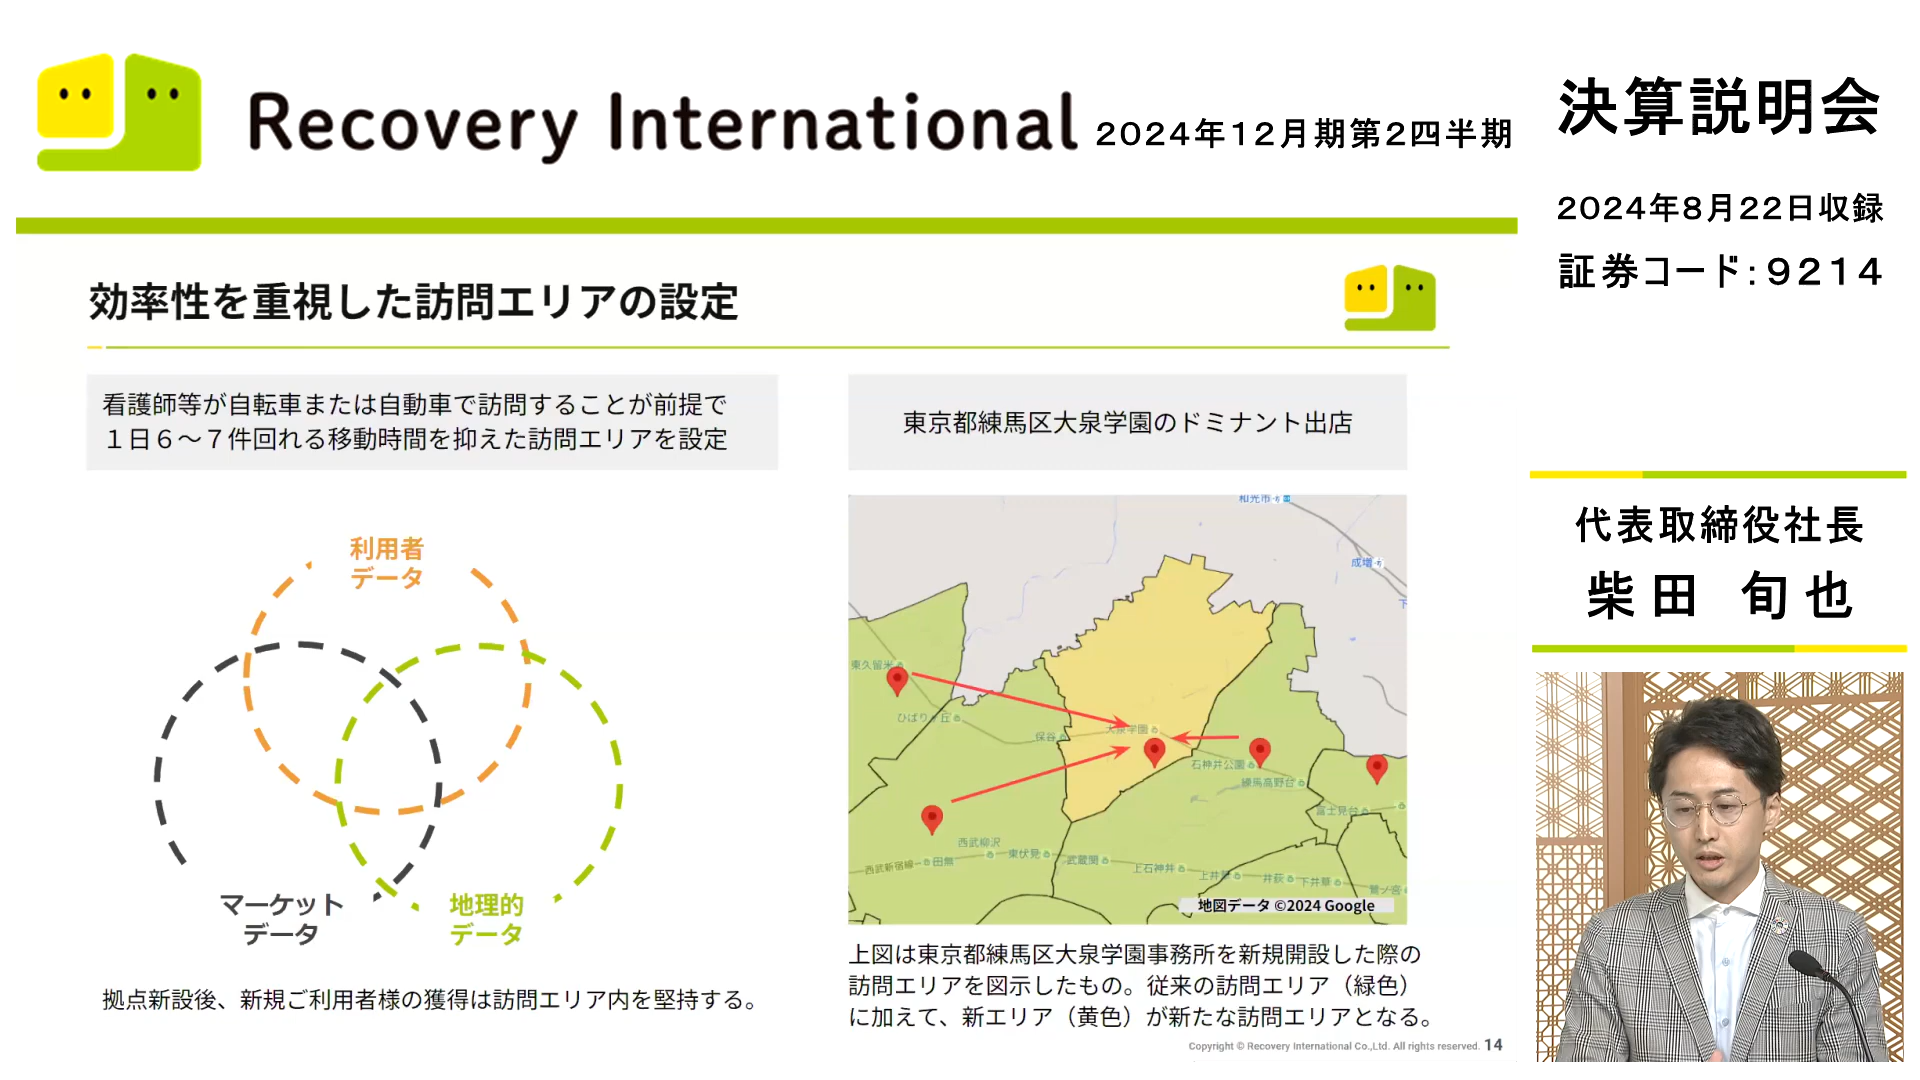 Recovery International 2024年12月期第2四半期
決算説明会
2024年8月22日収録
証券コード:9214
効率性を重視した訪問エリアの設定
看護師等が自転車または自動車で訪問することが前提で
1日6~7件回れる移動時間を抑えた訪問エリアを設定
利用者
データ
マーケット
データ
地理的
データ
拠点新設後、新規ご利用者様の獲得は訪問エリア内を堅持する。
東京都練馬区大泉学園のドミナント出店
和光市
成増
東久留米
ひばりヶ丘
保谷
大泉学園
石神井公園
練馬高野台
富士見台
西武柳沢
西武新宿線
田無
東伏見
武蔵関
上石神井
上井草
井荻
下井草
鷺ノ宮
地図データ ©2024 Google
上図は東京都練馬区大泉学園事務所を新規開設した際の
訪問エリアを図示したもの。従来の訪問エリア（緑色）
に加えて、新エリア（黄色）が新たな訪問エリアとなる。
Copyright © Recovery International Co.,Ltd. All rights reserved. 14
代表取締役社長
柴田 旬也